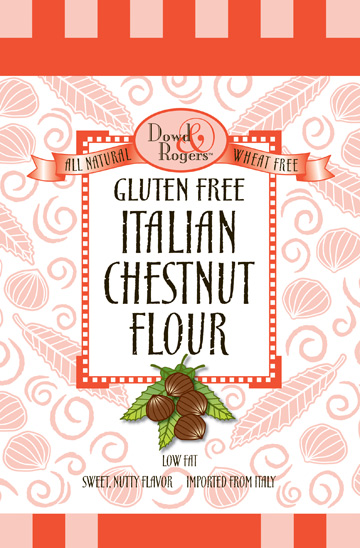 Dowd
&
Rogers™
ALL NATURAL WHEAT FREE
GLUTEN FREE
ITALIAN
CHESTNUT
FLOUR
LOW FAT
SWEET, NUTTY FLAVOR IMPORTED FROM ITALY